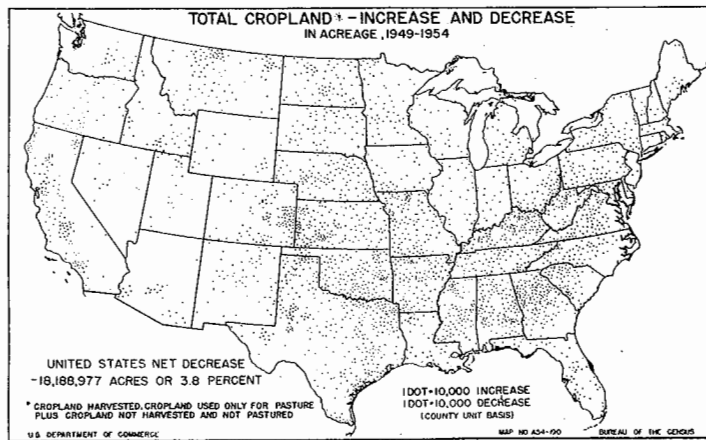 TOTAL CROPLAND* - INCREASE AND DECREASE
IN ACREAGE, 1949-1954
UNITED STATES NET DECREASE
-18,188,977 ACRES OR 3.8 PERCENT
* CROPLAND HARVESTED, CROPLAND USED ONLY FOR PASTURE
PLUS CROPLAND NOT HARVESTED AND NOT PASTURED
1 DOT=10,000 INCREASE
1 DOT=10,000 DECREASE
(COUNTY UNIT BASIS)
U.S. DEPARTMENT OF COMMERCE
MAP NO. A54-190
BUREAU OF THE CENSUS